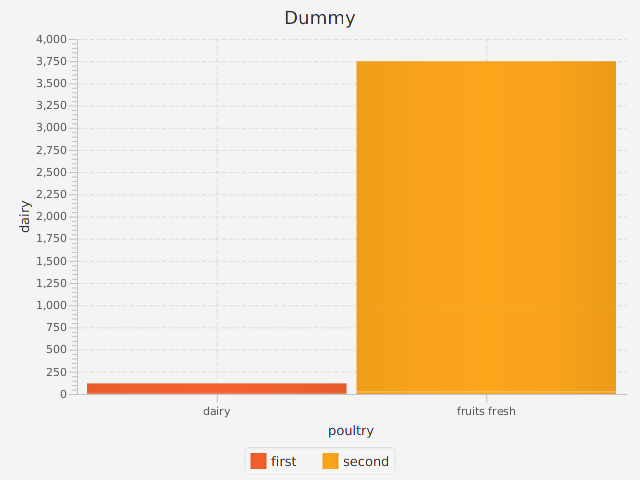 Dummy
4,000
3,750
3,500
3,250
3,000
2,750
2,500
2,250
2,000
1,750
1,500
1,250
1,000
750
500
250
0
dairy
dairy
fruits fresh
poultry
first
second